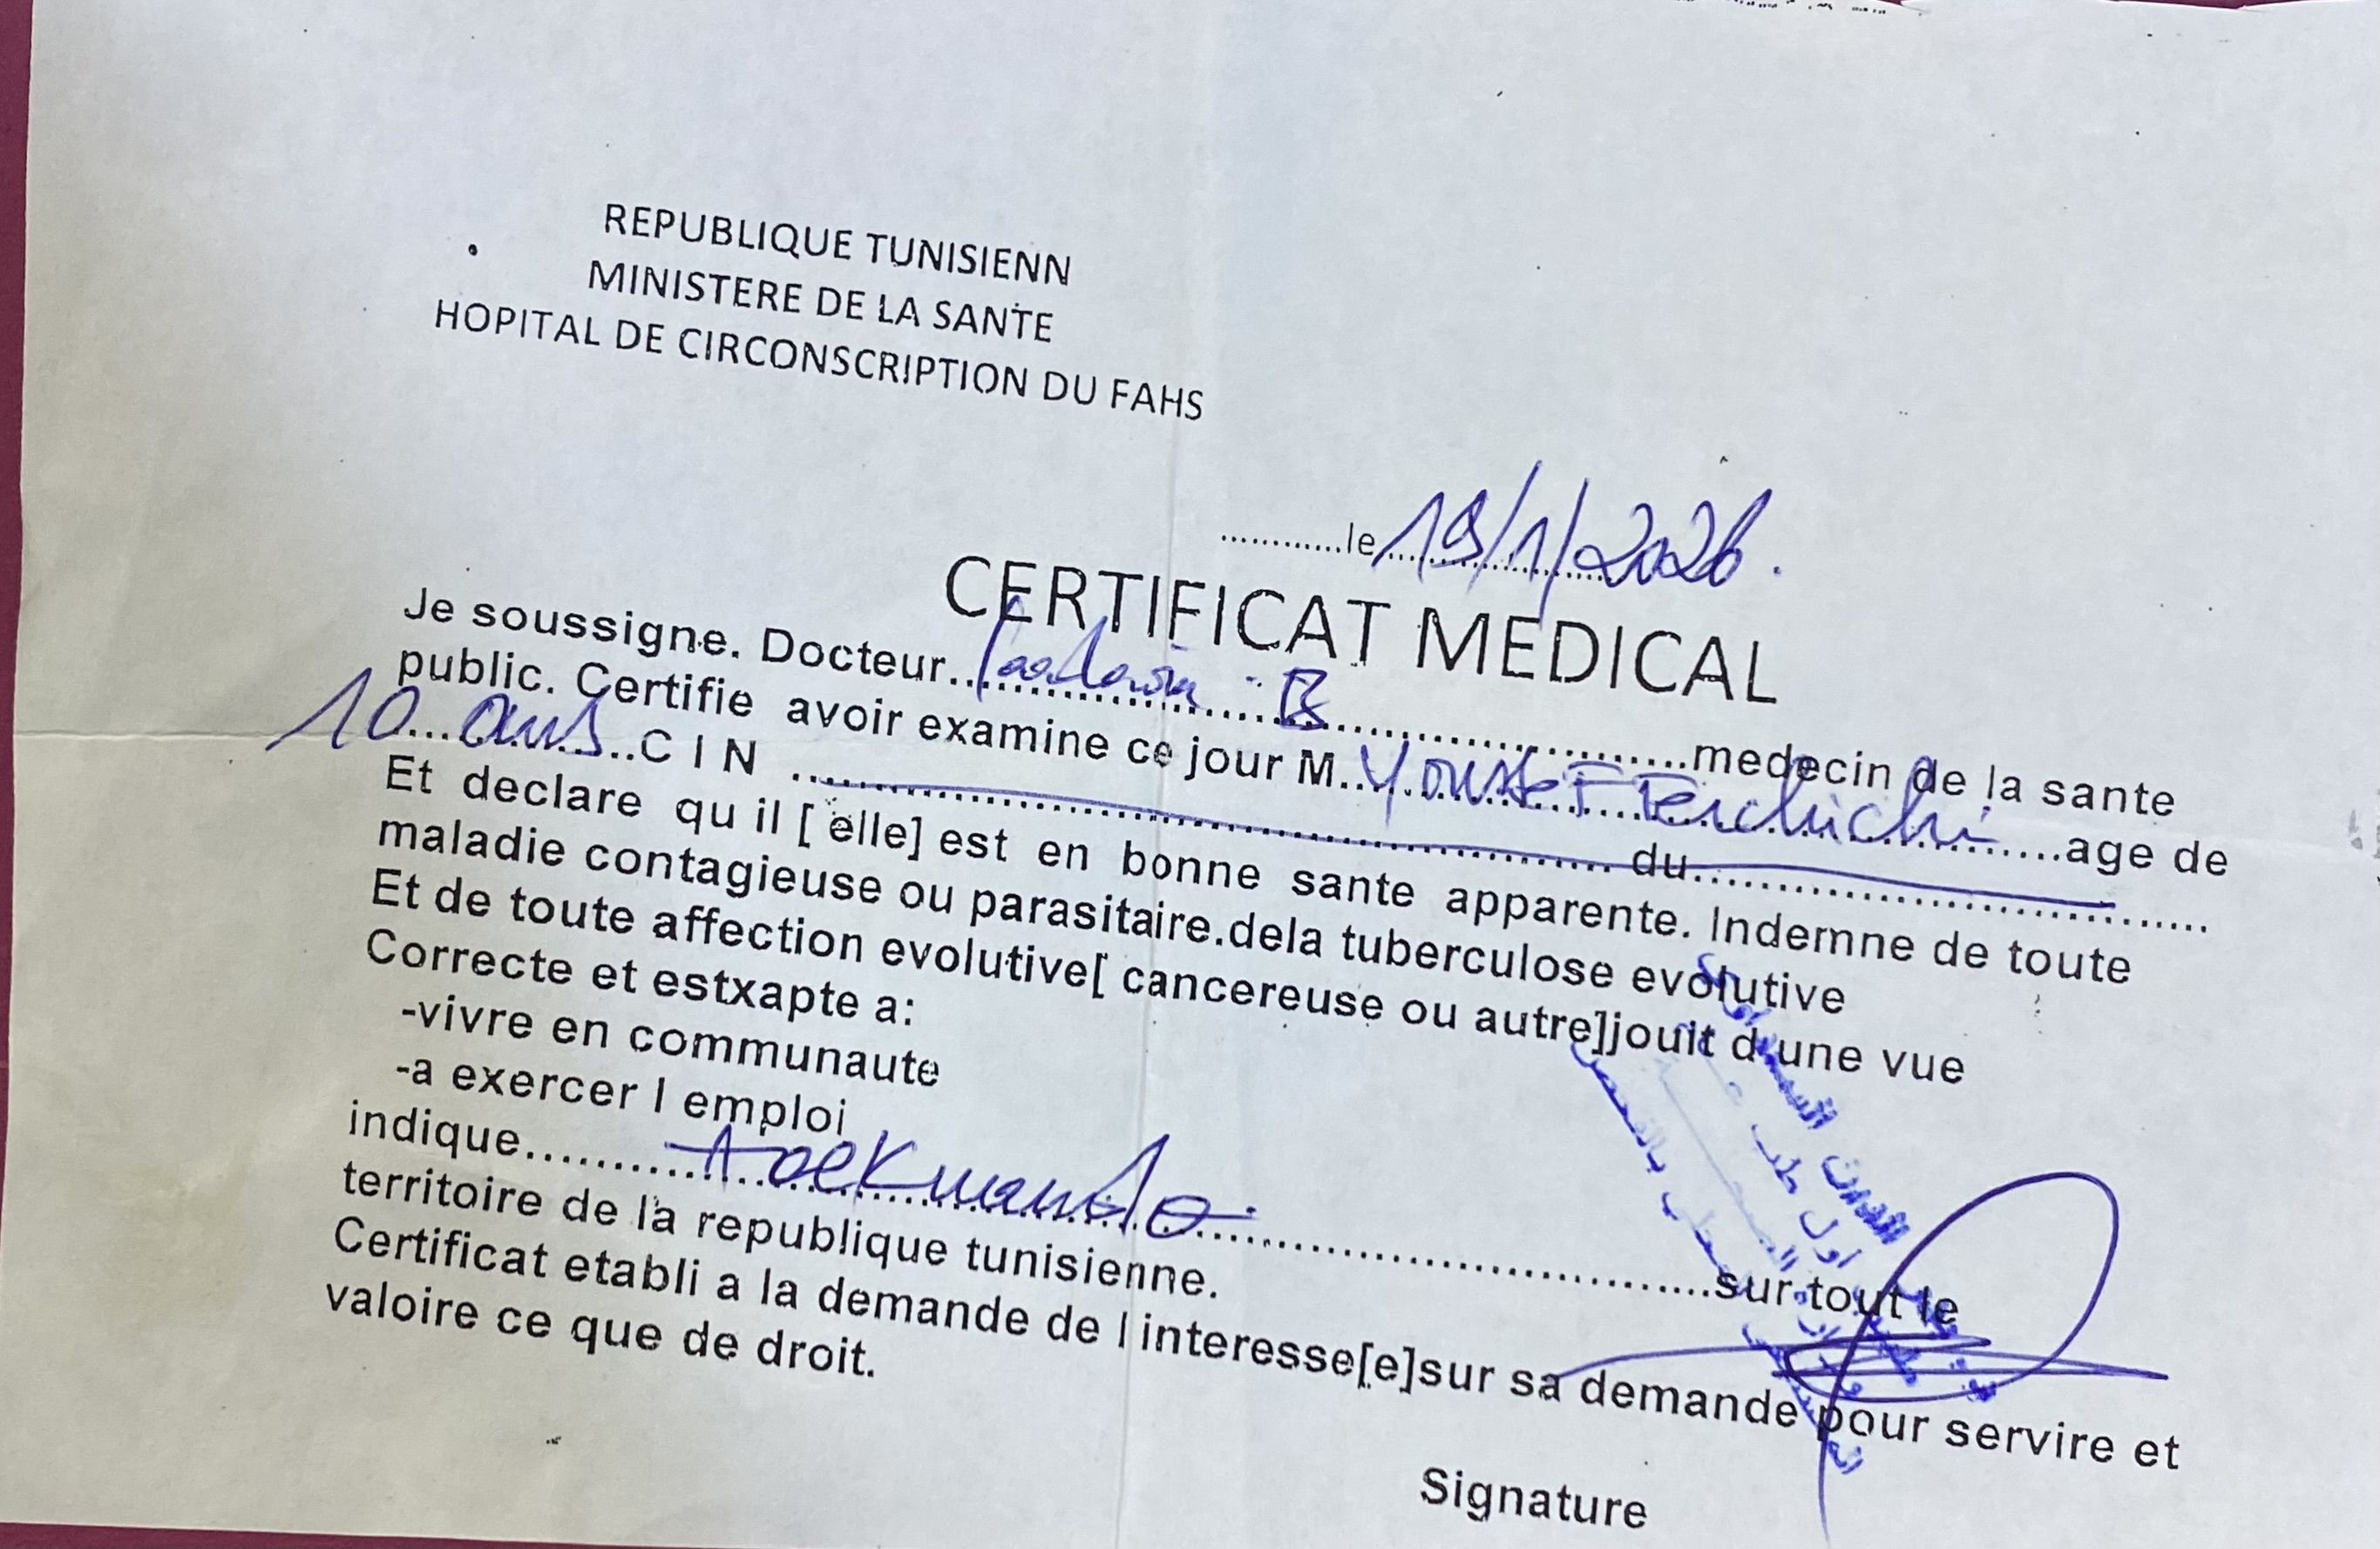 REPUBLIQUE TUNISIENN
MINISTERE DE LA SANTE
HOPITAL DE CIRCONSCRIPTION DU FAHS
............le 19/1/2026.
CERTIFICAT MEDICAL
Je soussigne. Docteur.......... B..........medecin de la sante
public. Certifie avoir examine ce jour M. Youssef Ferchichi..........age de
10 ans..........C I N .......... du..........
Et declare qu il [ elle] est en bonne sante apparente. Indemne de toute
maladie contagieuse ou parasitaire.dela tuberculose evolutive
Et de toute affection evolutive[ cancereuse ou autre]jouit d une vue
Correcte et estxapte a:
-vivre en communaute
-a exercer l emploi
indique.......... ..........sur tout le
territoire de la republique tunisienne.
Certificat etabli a la demande de l interesse[e]sur sa demande pour servire et
valoire ce que de droit.
Signature